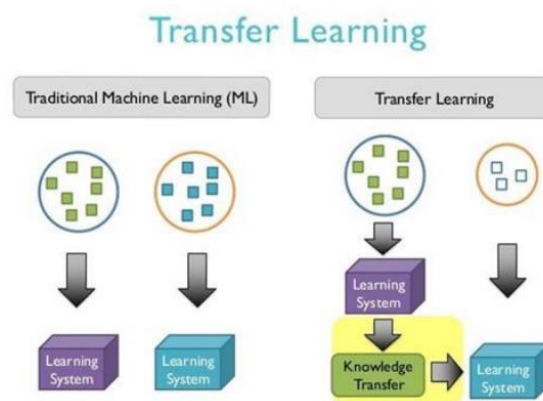 Transfer Learning
Traditional Machine Learning (ML)
Transfer Learning
Learning
System
Learning
System
Learning
System
Knowledge
Transfer
Learning
System